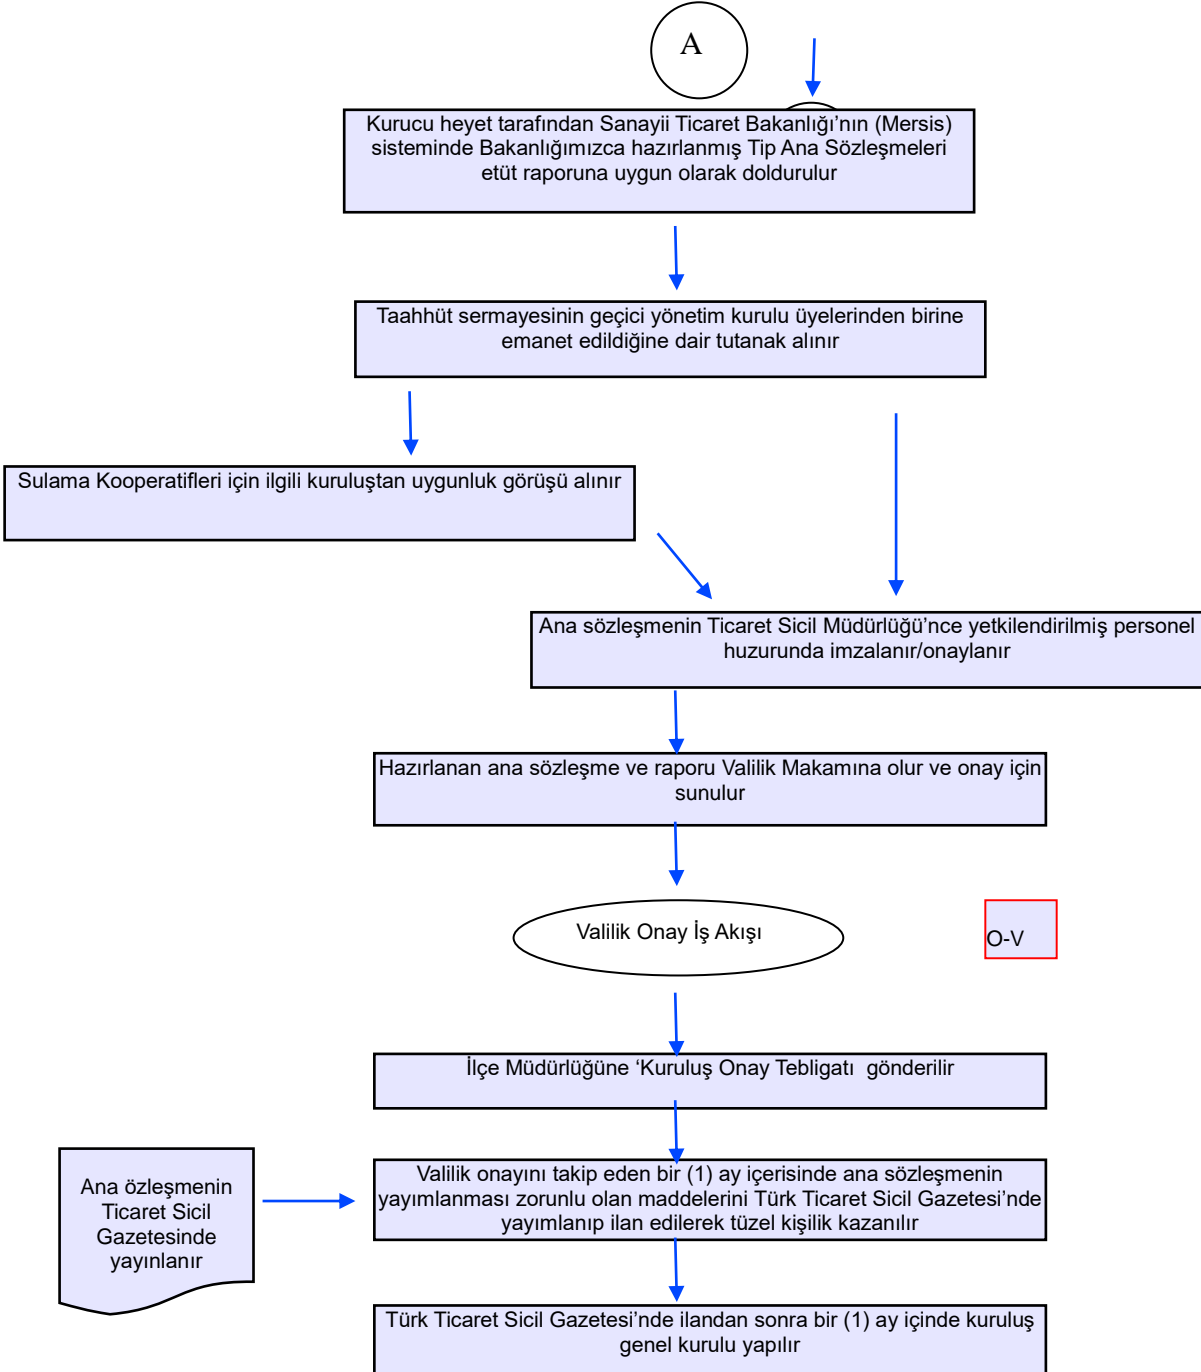 A
Kurucu heyet tarafından Sanayii Ticaret Bakanlığı’nın (Mersis)
sisteminde Bakanlığımızca hazırlanmış Tip Ana Sözleşmeleri
etüt raporuna uygun olarak doldurulur
Taahhüt sermayesinin geçici yönetim kurulu üyelerinden birine
emanet edildiğine dair tutanak alınır
Sulama Kooperatifleri için ilgili kuruluştan uygunluk görüşü alınır
Ana sözleşmenin Ticaret Sicil Müdürlüğü’nce yetkilendirilmiş personel
huzurunda imzalanır/onaylanır
Hazırlanan ana sözleşme ve raporu Valilik Makamına olur ve onay için
sunulur
Valilik Onay İş Akışı
O-V
İlçe Müdürlüğüne ‘Kuruluş Onay Tebligatı  gönderilir
Ana özleşmenin
Ticaret Sicil
Gazetesinde
yayınlanır
Valilik onayını takip eden bir (1) ay içerisinde ana sözleşmenin
yayımlanması zorunlu olan maddelerini Türk Ticaret Sicil Gazetesi’nde
yayımlanıp ilan edilerek tüzel kişilik kazanılır
Türk Ticaret Sicil Gazetesi’nde ilandan sonra bir (1) ay içinde kuruluş
genel kurulu yapılır